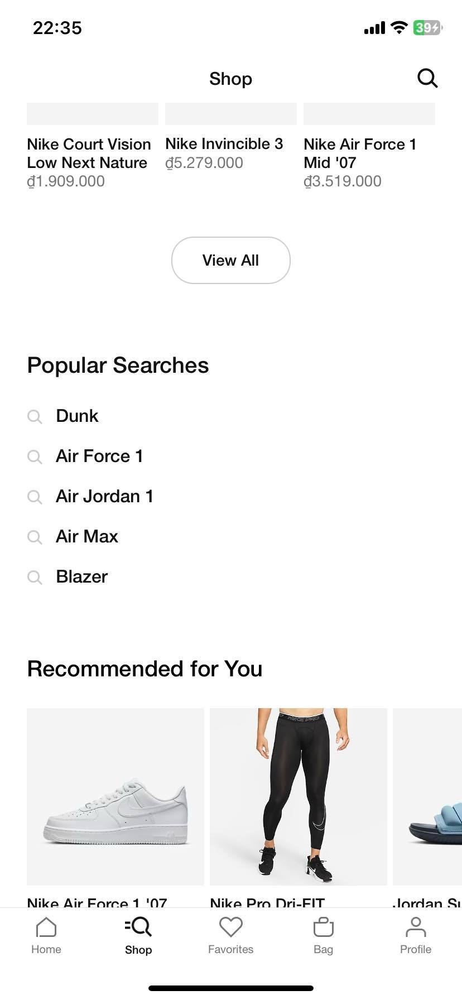 22:35
39
Shop
Nike Court Vision
Low Next Nature
₫1.909.000
Nike Invincible 3
₫5.279.000
Nike Air Force 1
Mid '07
₫3.519.000
View All
Popular Searches
Dunk
Air Force 1
Air Jordan 1
Air Max
Blazer
Recommended for You
NIKE PRO
Nike Air Force 1 '07
Nike Pro Dri-FIT
Jordan
Home
Shop
Favorites
Bag
Profile